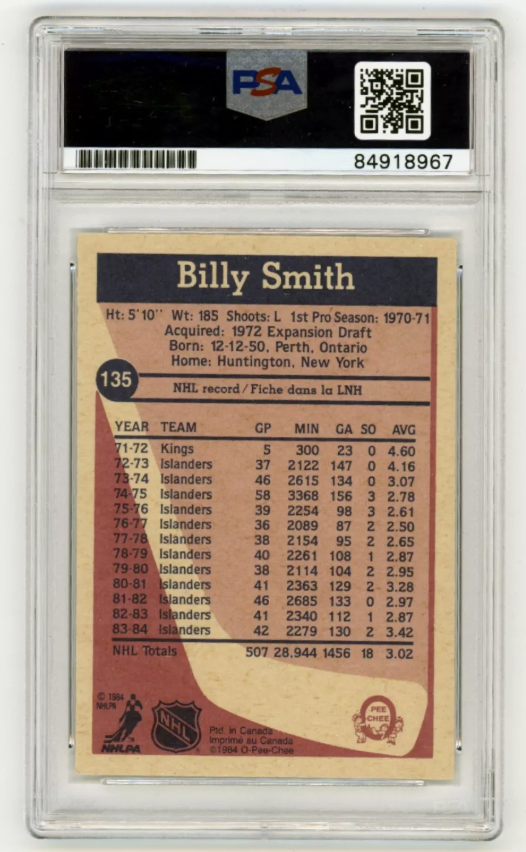 PSA
84918967
Billy Smith
Ht: 5'10'' Wt: 185 Shoots: L 1st Pro Season: 1970-71
Acquired: 1972 Expansion Draft
Born: 12-12-50, Perth, Ontario
Home: Huntington, New York
135
NHL record/Fiche dans la LNH
YEAR TEAM GP MIN GA SO AVG
71-72 Kings 5 300 23 0 4.60
72-73 Islanders 37 2122 147 0 4.16
73-74 Islanders 46 2615 134 0 3.07
74-75 Islanders 58 3368 156 3 2.78
75-76 Islanders 39 2254 98 3 2.61
76-77 Islanders 36 2089 87 2 2.50
77-78 Islanders 38 2154 95 2 2.65
78-79 Islanders 40 2261 108 1 2.87
79-80 Islanders 38 2114 104 2 2.95
80-81 Islanders 41 2363 129 2 3.28
81-82 Islanders 46 2685 133 0 2.97
82-83 Islanders 41 2340 112 1 2.87
83-84 Islanders 42 2279 130 2 3.42
NHL Totals 507 28.944 1456 18 3.02
© 1984
NHLPA
NHLPA
NHL
Ptd. in Canada
Imprimé au Canada
©1984 O-Pee-Chee
PEE
CHEE